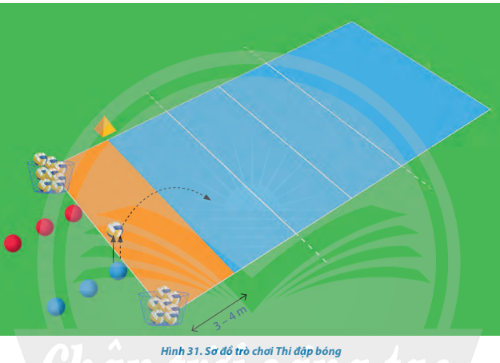 3 – 4 m
Hình 31. Sơ đồ trò chơi Thi đập bóng